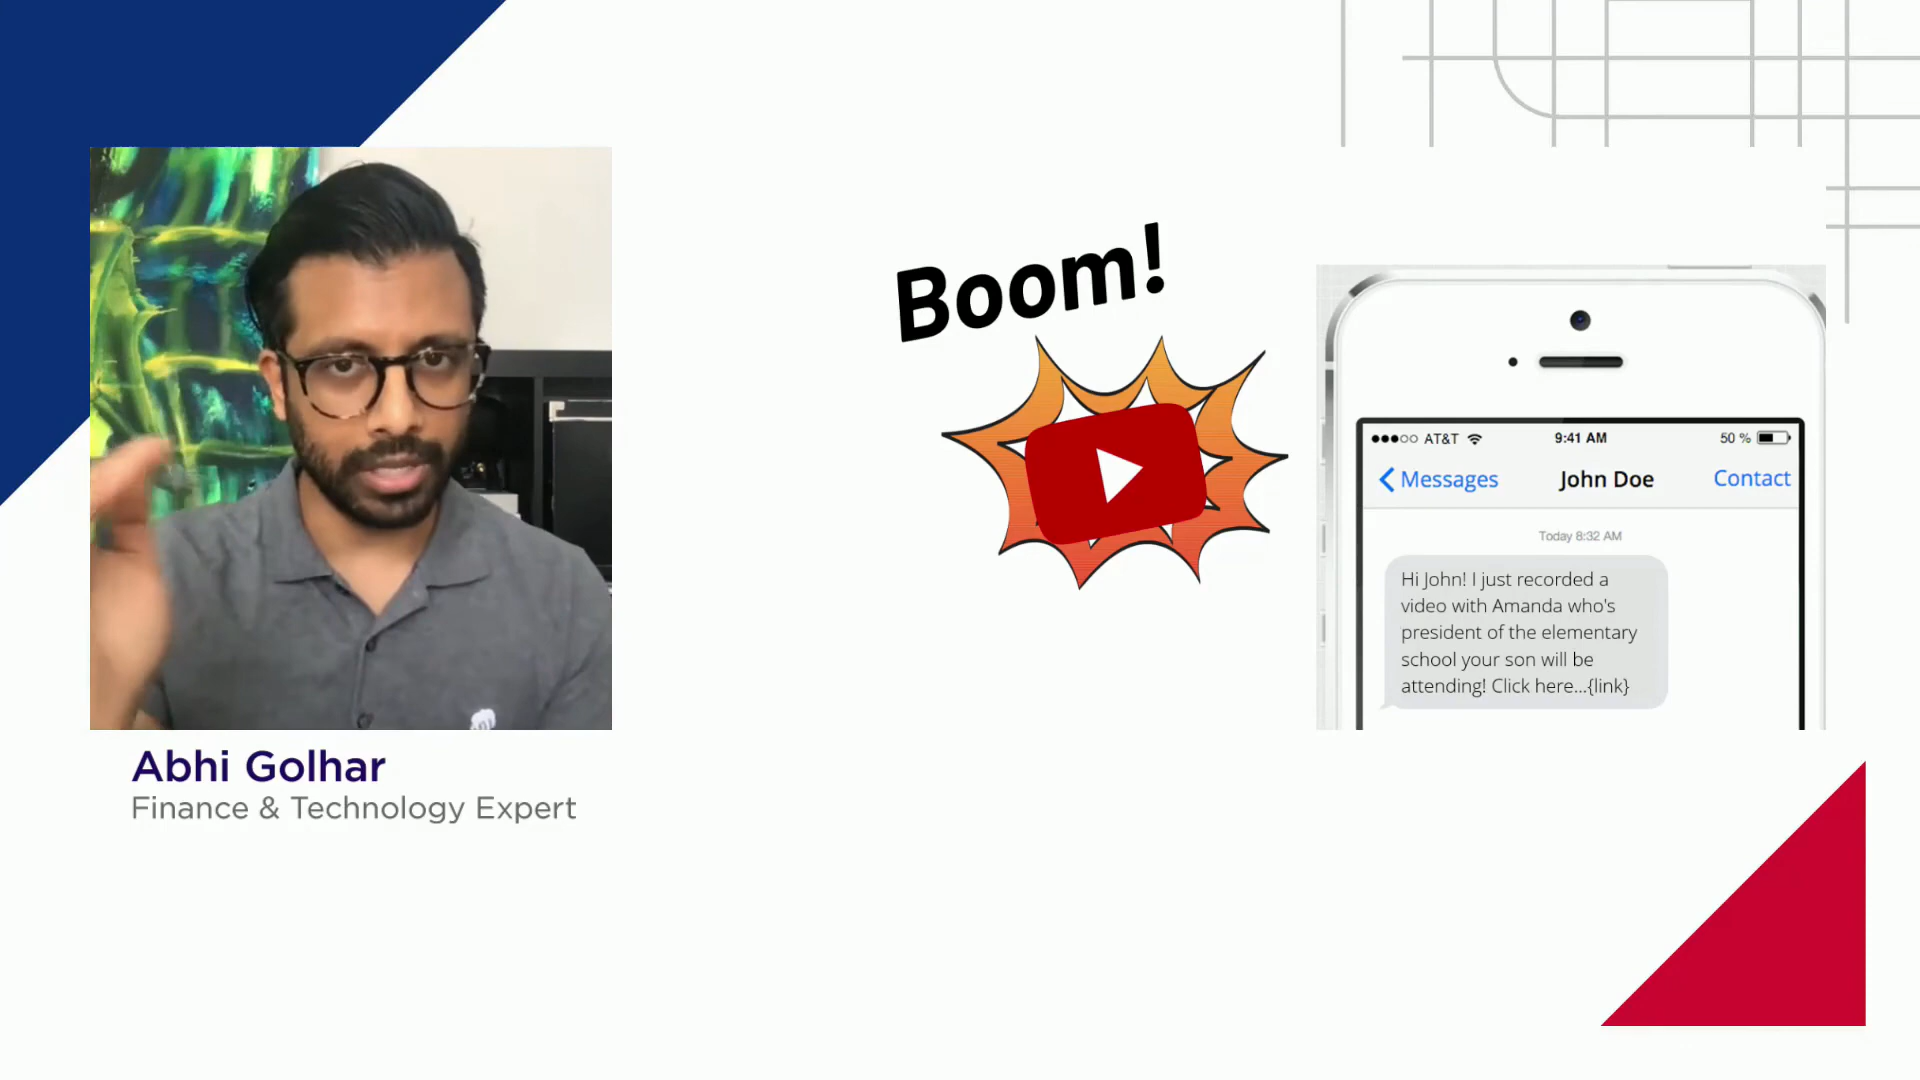 Boom!
AT&T
9:41 AM
50 %
Messages
John Doe
Contact
Today 8:32 AM
Hi John! I just recorded a
video with Amanda who's
president of the elementary
school your son will be
attending! Click here...{link}
Abhi Golhar
Finance & Technology Expert